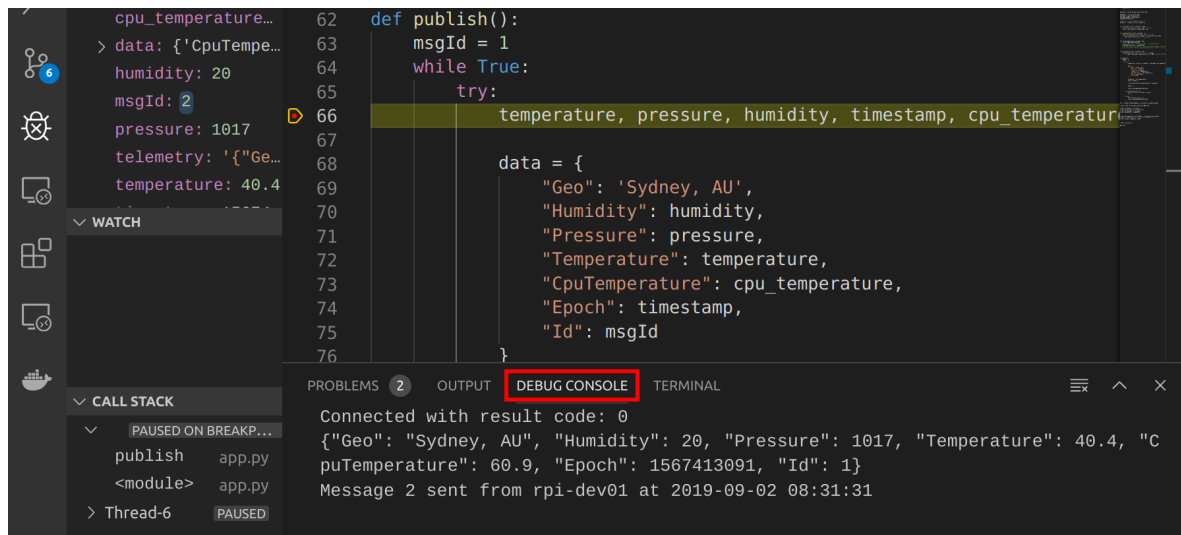 cpu_temperature…
> data: {'CpuTempe…
humidity: 20
msgId: 2
pressure: 1017
telemetry: '{"Ge…
temperature: 40.4
WATCH
CALL STACK
PAUSED ON BREAKP…
publish app.py
<module> app.py
> Thread-6 PAUSED
6
62 def publish():
63 msgId = 1
64 while True:
65 try:
66 temperature, pressure, humidity, timestamp, cpu_temperature
67
68 data = {
69 "Geo": 'Sydney, AU',
70 "Humidity": humidity,
71 "Pressure": pressure,
72 "Temperature": temperature,
73 "CpuTemperature": cpu_temperature,
74 "Epoch": timestamp,
75 "Id": msgId
76 }
PROBLEMS 2 OUTPUT DEBUG CONSOLE TERMINAL
Connected with result code: 0
{"Geo": "Sydney, AU", "Humidity": 20, "Pressure": 1017, "Temperature": 40.4, "C
puTemperature": 60.9, "Epoch": 1567413091, "Id": 1}
Message 2 sent from rpi-dev01 at 2019-09-02 08:31:31